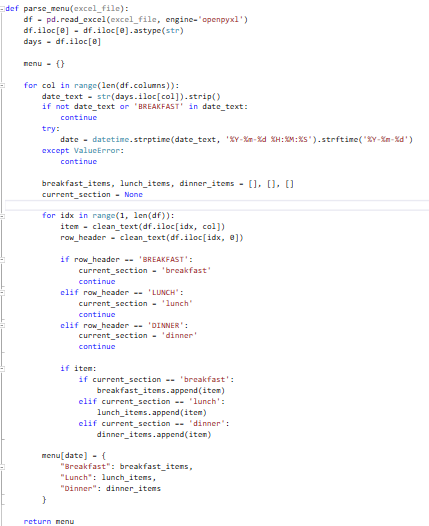 def parse_menu(excel_file):
    df = pd.read_excel(excel_file, engine='openpyxl')
    df.iloc[0] = df.iloc[0].astype(str)
    days = df.iloc[0]

    menu = {}

    for col in range(len(df.columns)):
        date_text = str(days.iloc[col]).strip()
        if not date_text or 'BREAKFAST' in date_text:
            continue
        try:
            date = datetime.strptime(date_text, '%Y-%m-%d %H:%M:%S').strftime('%Y-%m-%d')
        except ValueError:
            continue

        breakfast_items, lunch_items, dinner_items = [], [], []
        current_section = None

        for idx in range(1, len(df)):
            item = clean_text(df.iloc[idx, col])
            row_header = clean_text(df.iloc[idx, 0])

            if row_header == 'BREAKFAST':
                current_section = 'breakfast'
                continue
            elif row_header == 'LUNCH':
                current_section = 'lunch'
                continue
            elif row_header == 'DINNER':
                current_section = 'dinner'
                continue

            if item:
                if current_section == 'breakfast':
                    breakfast_items.append(item)
                elif current_section == 'lunch':
                    lunch_items.append(item)
                elif current_section == 'dinner':
                    dinner_items.append(item)

        menu[date] = {
            "Breakfast": breakfast_items,
            "Lunch": lunch_items,
            "Dinner": dinner_items
        }

    return menu